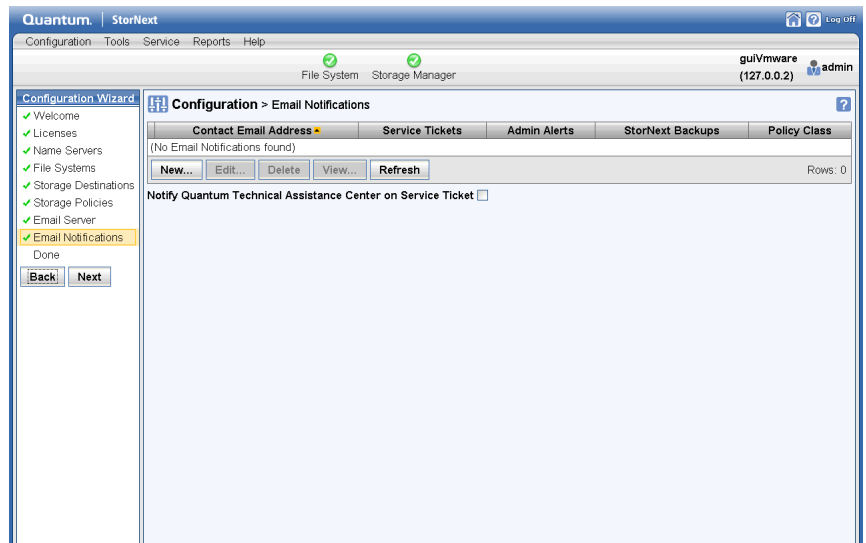 Quantum. StorNext Log Off
Configuration Tools Service Reports Help
File System Storage Manager
guiVmware
(127.0.0.2)
admin
Configuration Wizard
Welcome
Licenses
Name Servers
File Systems
Storage Destinations
Storage Policies
Email Server
Email Notifications
Done
Back Next
Configuration > Email Notifications
Contact Email Address Service Tickets Admin Alerts StorNext Backups Policy Class
(No Email Notifications found)
New... Edit... Delete View... Refresh Rows: 0
Notify Quantum Technical Assistance Center on Service Ticket